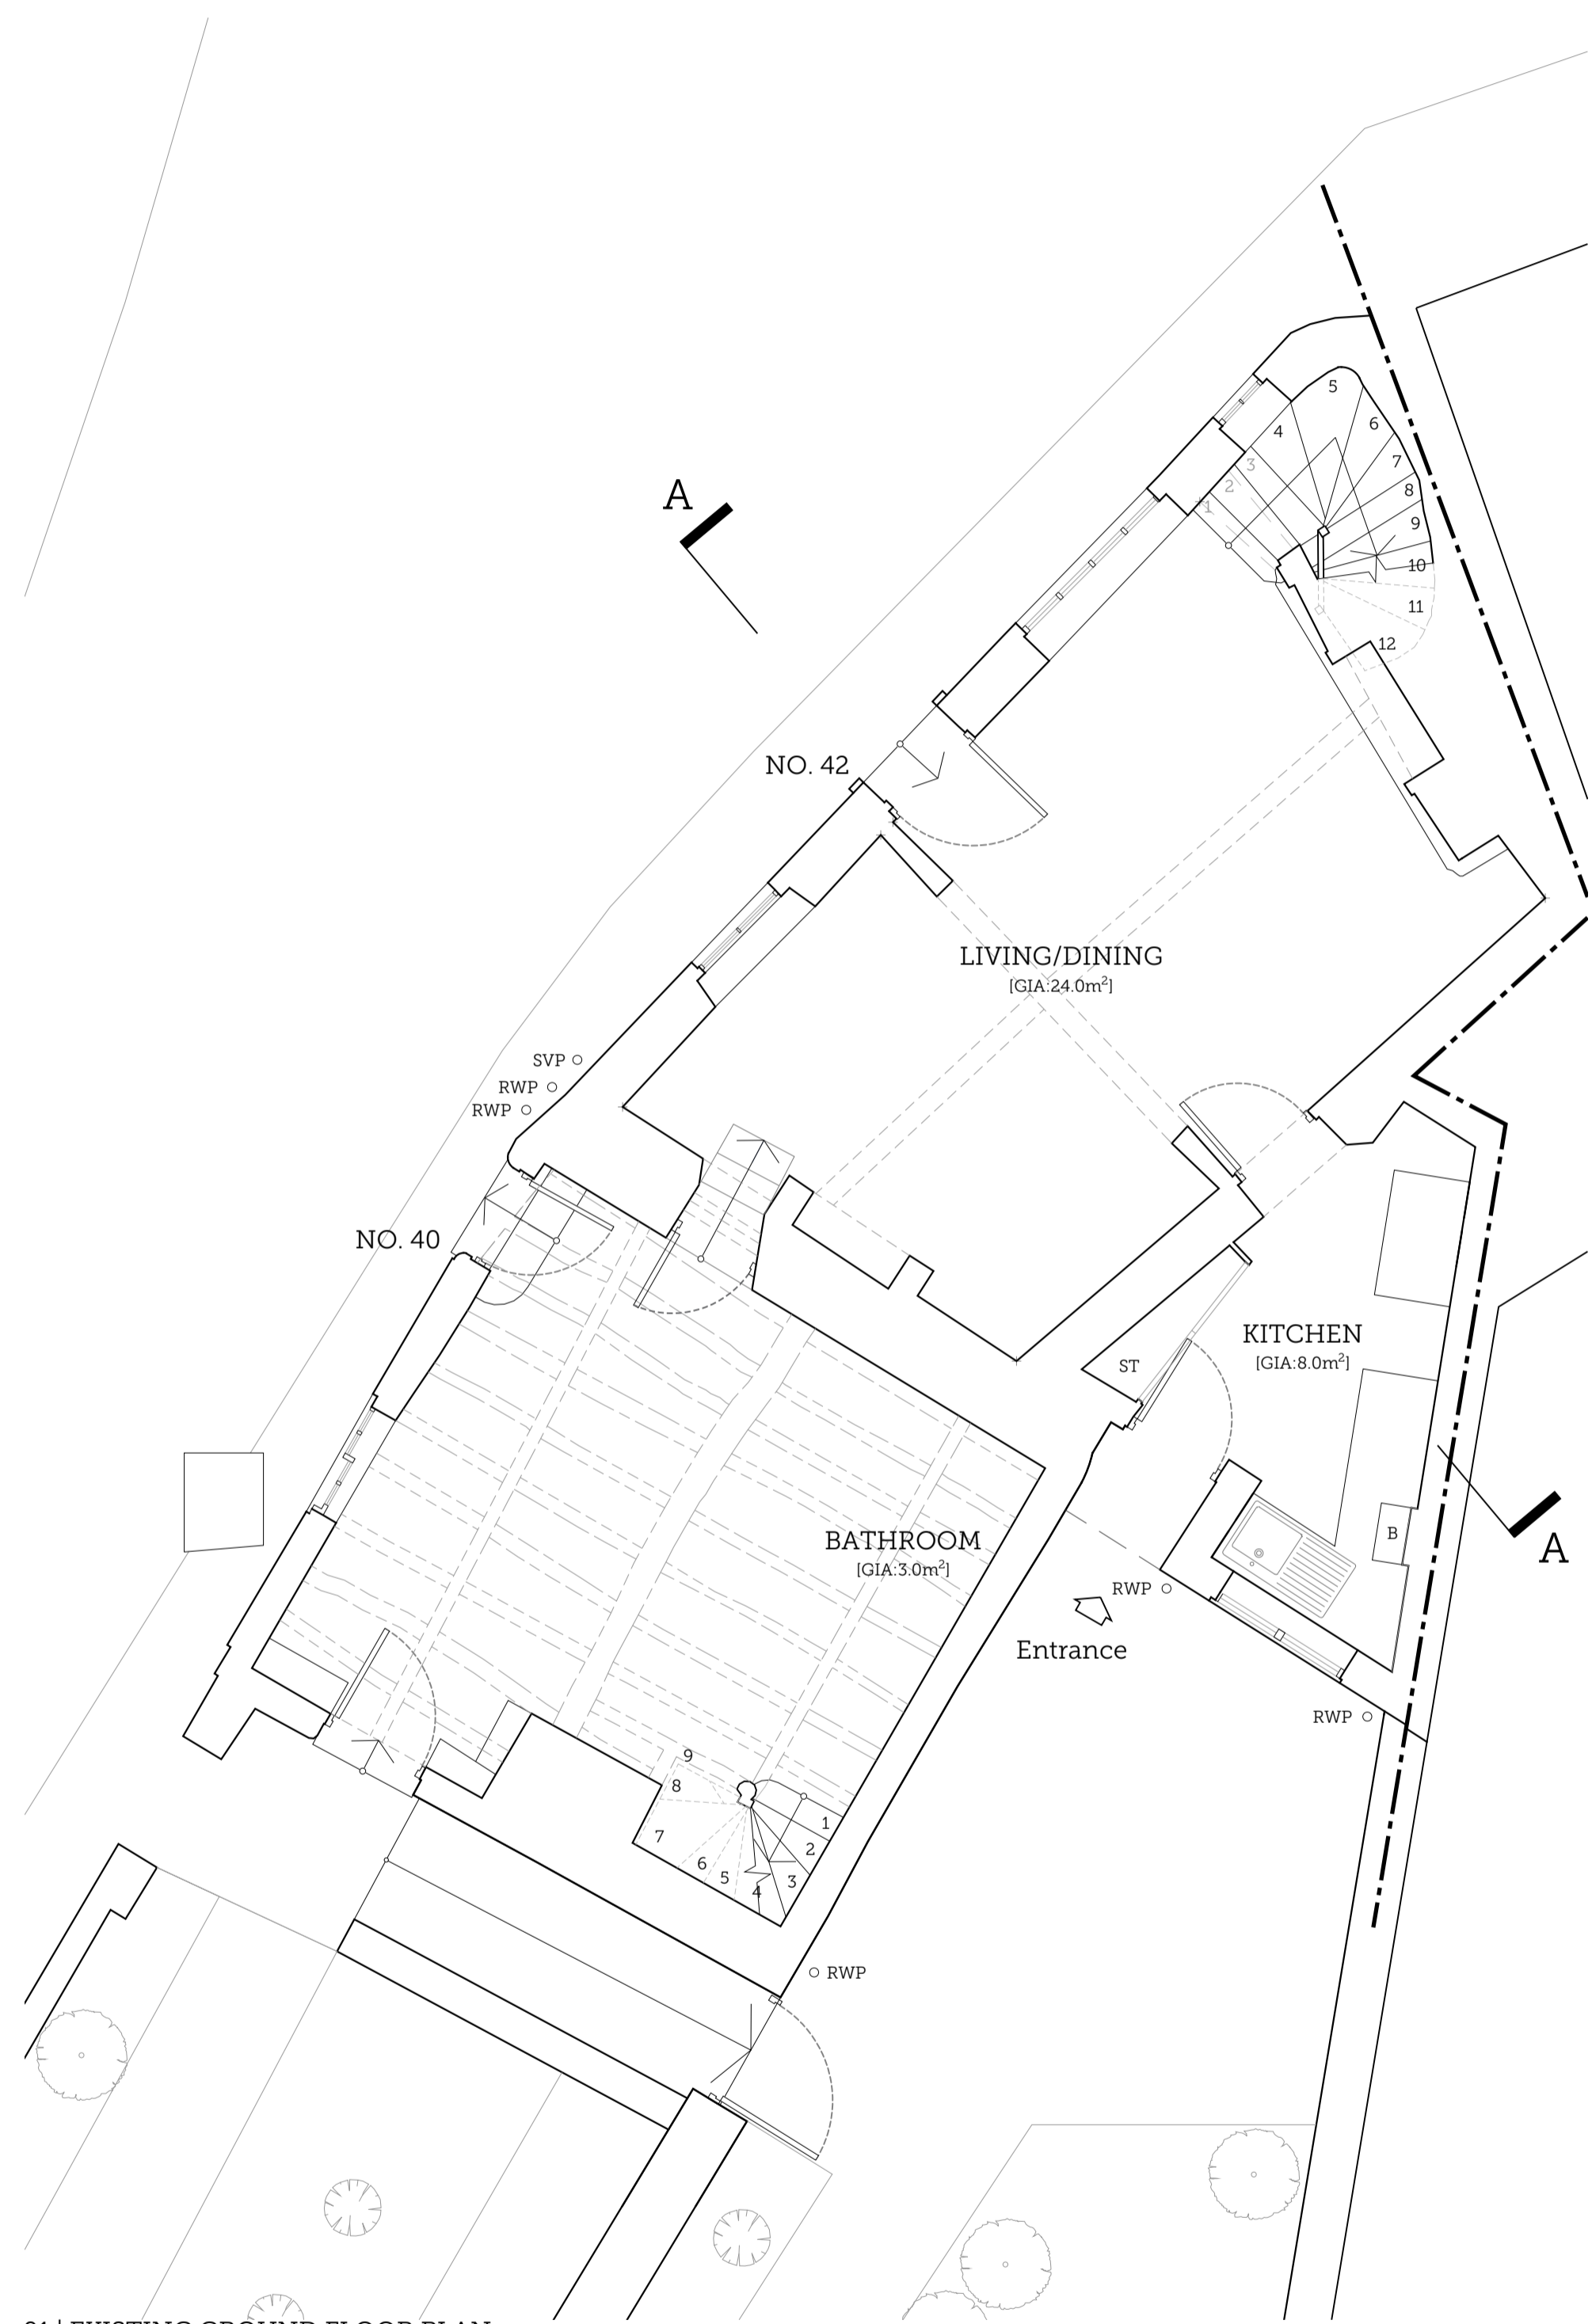 5
6
4
7
3
8
2
A
1
9
10
11
12
NO. 42
LIVING/DINING
[GIA:24.0m²]
SVP
RWP
RWP
NO. 40
KITCHEN
[GIA:8.0m²]
ST
BATHROOM
[GIA:3.0m²]
B
A
RWP
Entrance
RWP
9
8
1
7
2
6
5
3
4
RWP